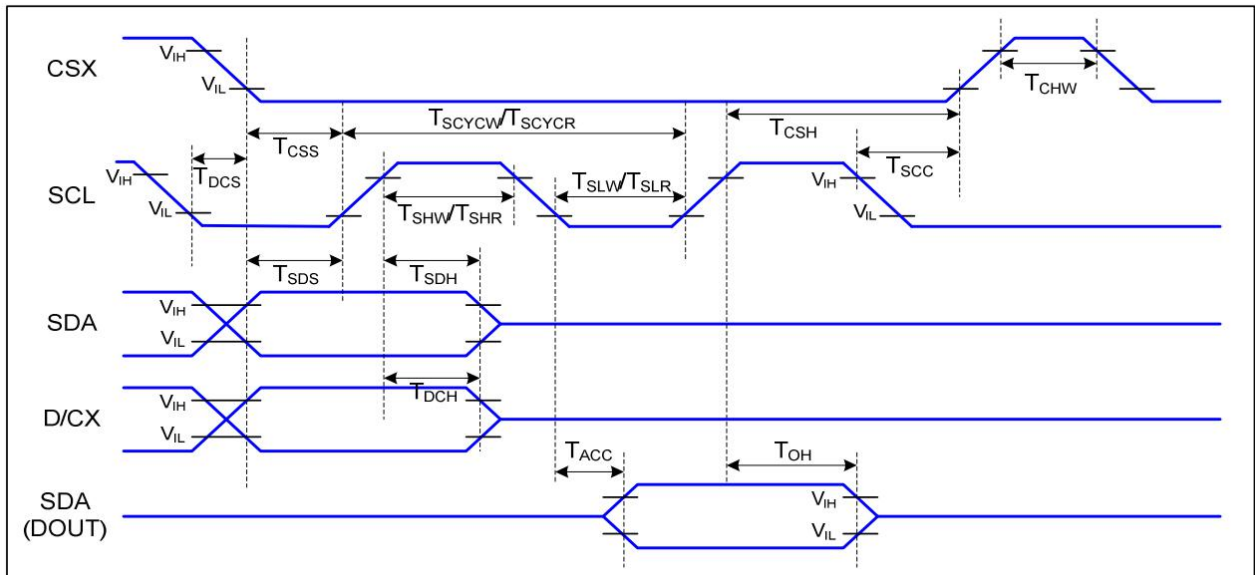 CSX
V_IH
V_IL
T_CHW
T_SCYCW/T_SCYCR
T_CSS
T_CSH
T_DCS
T_SCC
SCL
V_IH
V_IL
T_SHW/T_SHR
T_SLW/T_SLR
V_IH
V_IL
T_SDS
T_SDH
SDA
V_IH
V_IL
T_DCH
D/CX
V_IH
V_IL
T_ACC
T_OH
SDA
(DOUT)
V_IH
V_IL